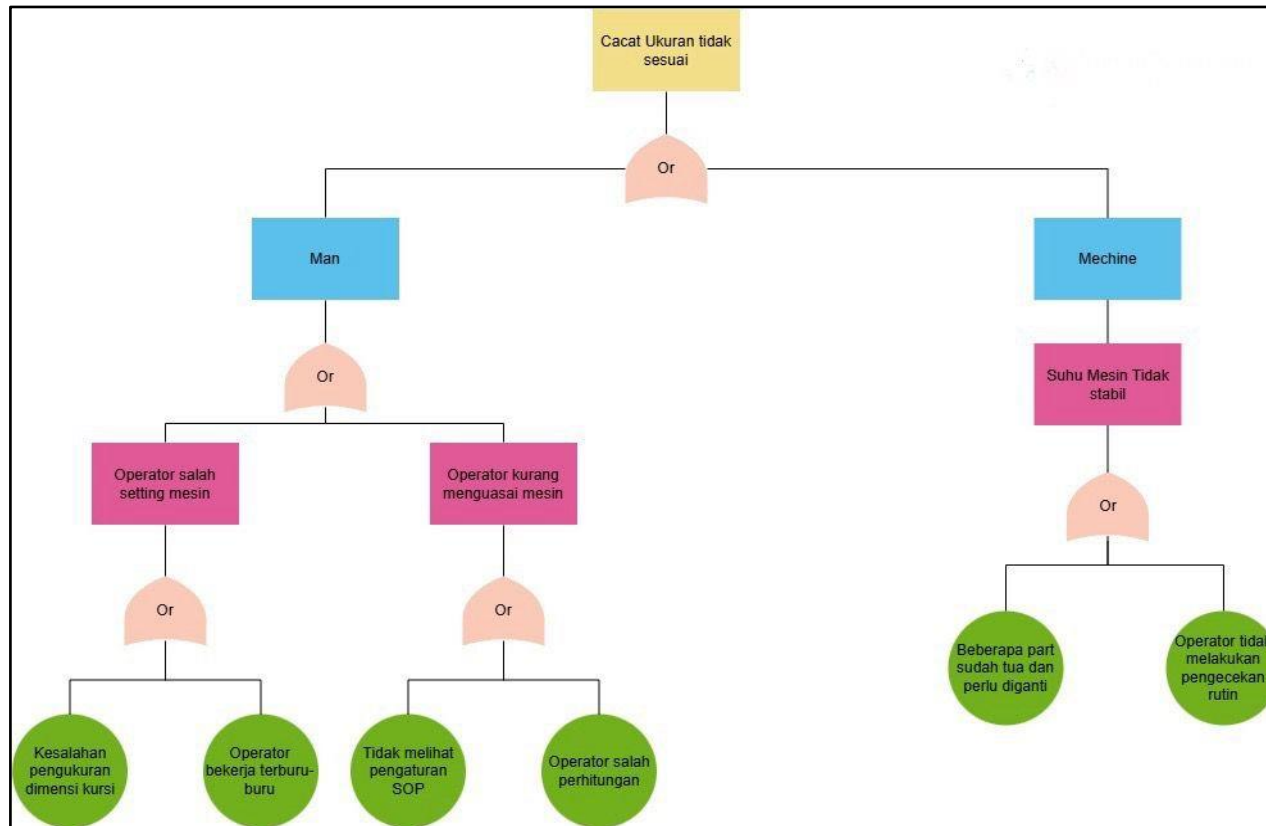 Cacat Ukuran tidak
sesuai
Or
Man
Mechine
Or
Suhu Mesin Tidak
stabil
Operator salah
setting mesin
Operator kurang
menguasai mesin
Or
Or
Or
Beberapa part
sudah tua dan
perlu diganti
Operator tidak
melakukan
pengecekan
rutin
Kesalahan
pengukuran
dimensi kursi
Operator
bekerja terburu-
buru
Tidak melihat
pengaturan
SOP
Operator salah
perhitungan